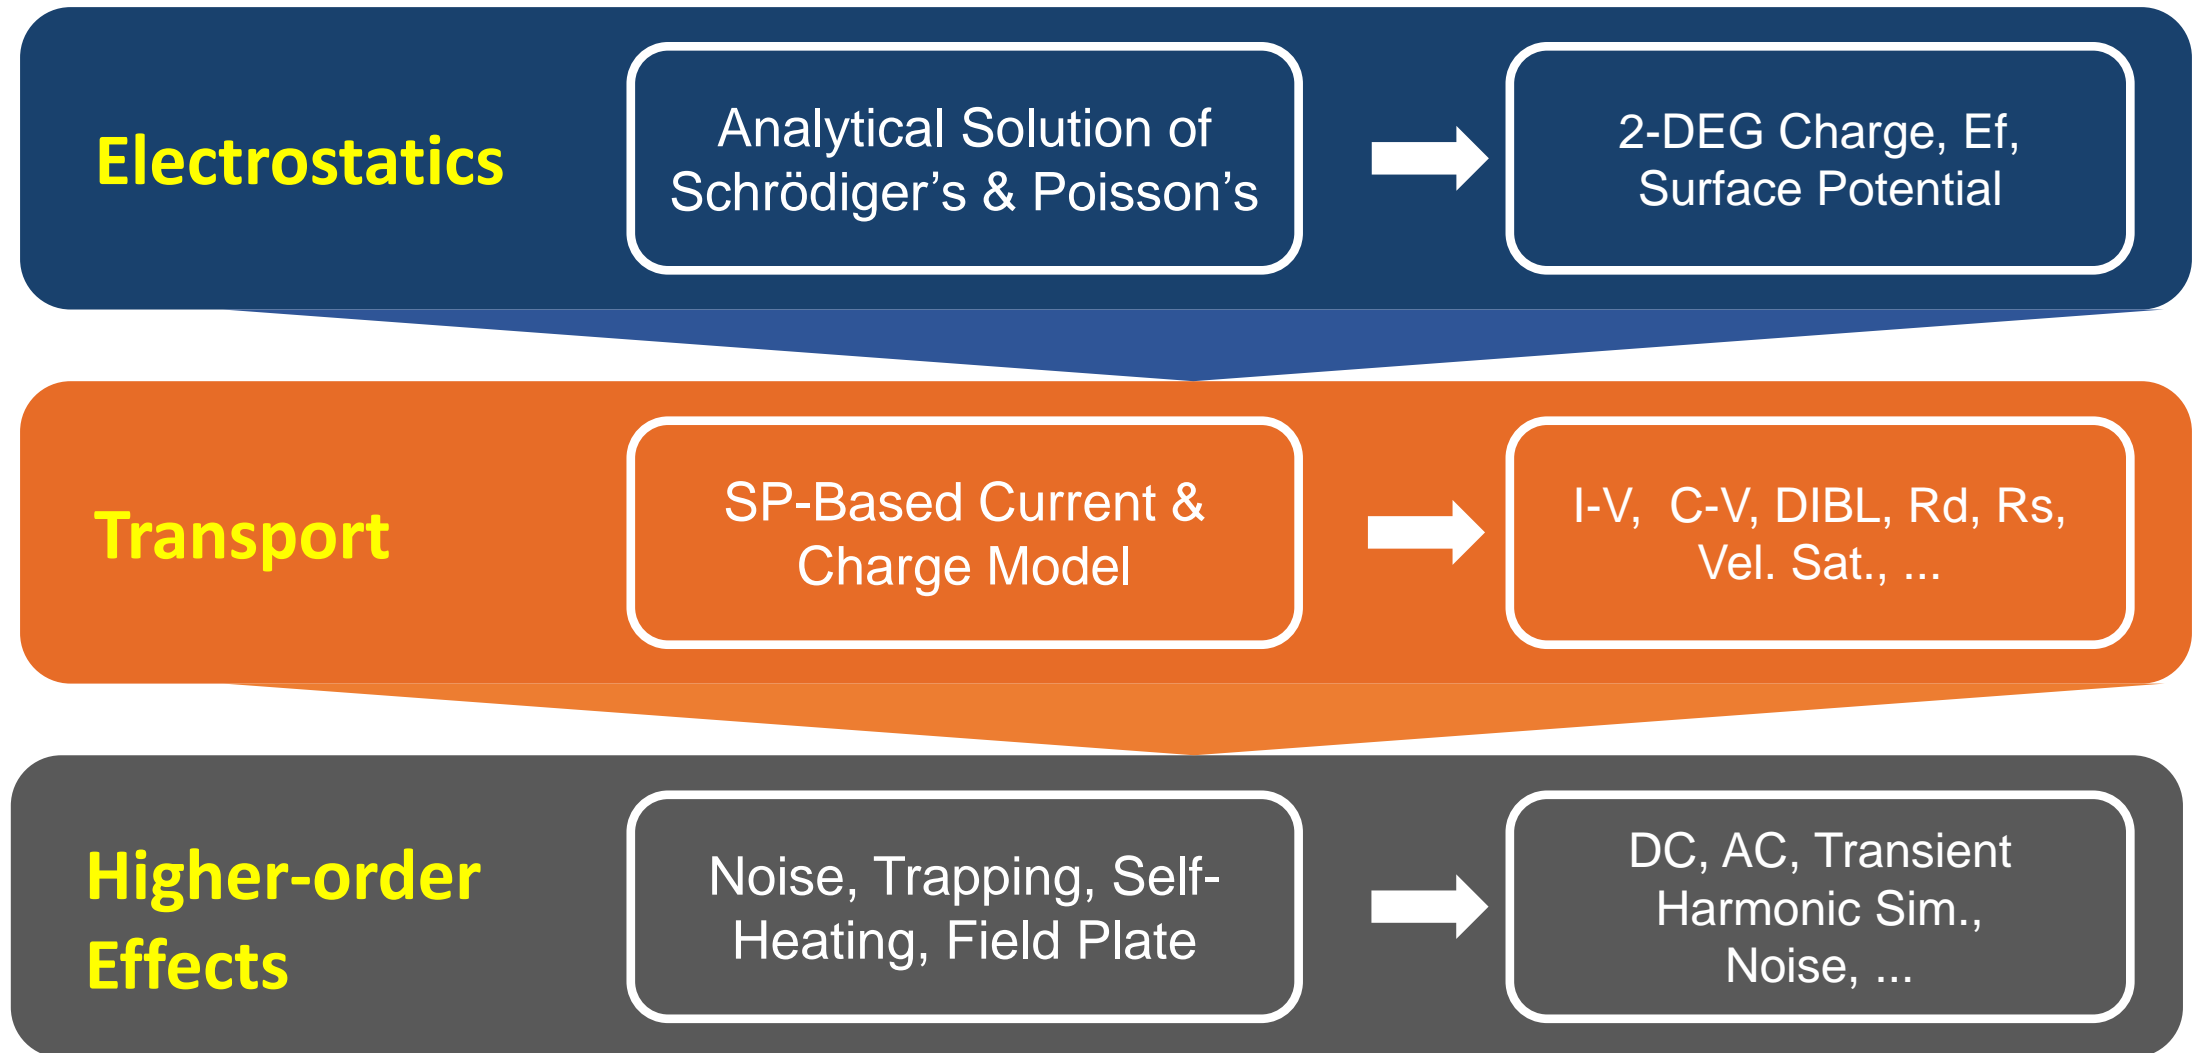 Electrostatics
Analytical Solution of
Schrödiger’s & Poisson’s
2-DEG Charge, Ef,
Surface Potential
Transport
SP-Based Current &
Charge Model
I-V,  C-V, DIBL, Rd, Rs,
Vel. Sat., ...
Higher-order
Effects
Noise, Trapping, Self-
Heating, Field Plate
DC, AC, Transient
Harmonic Sim.,
Noise, ...